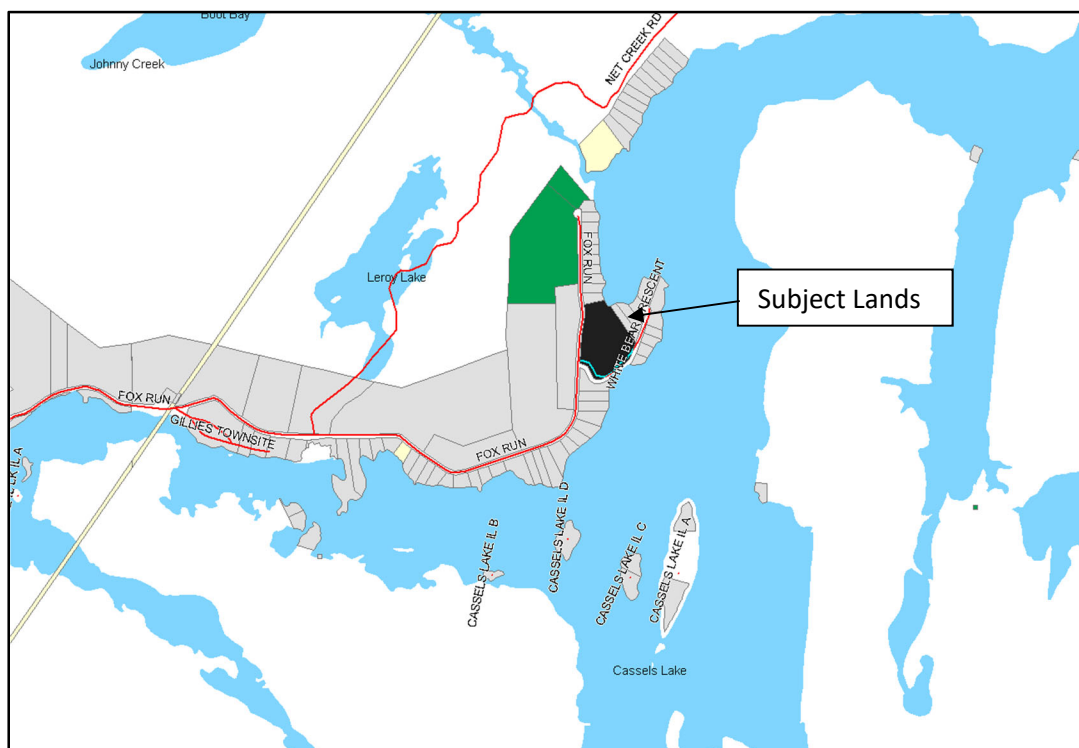 Boot Bay
Johnny Creek
NET CREEK RD
Leroy Lake
FOX RUN
WHITE BEAR CRESCENT
Subject Lands
FOX RUN
GILLIES TOWNSITE
FOX RUN
CASSELS LAKE IL B
CASSELS LAKE IL D
CASSELS LAKE IL C
CASSELS LAKE IL A
Cassels Lake